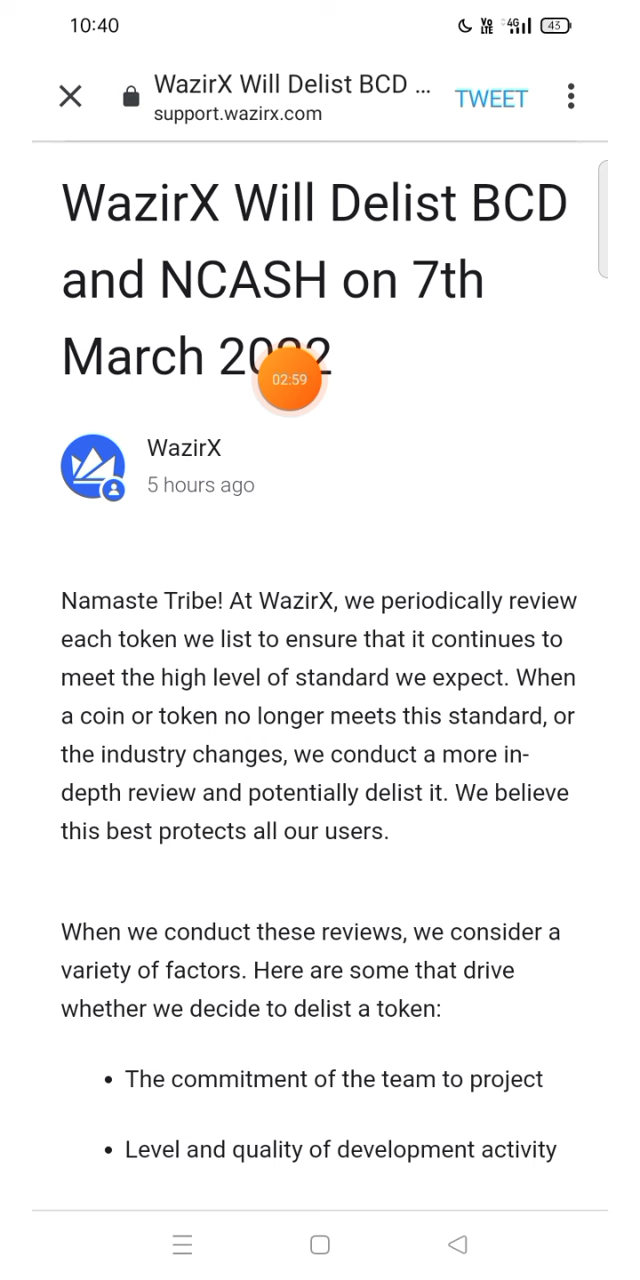 10:40
Vo LTE 4G 43
WazirX Will Delist BCD ...
TWEET
support.wazirx.com
WazirX Will Delist BCD
and NCASH on 7th
March 2022
02:59
WazirX
5 hours ago
Namaste Tribe! At WazirX, we periodically review
each token we list to ensure that it continues to
meet the high level of standard we expect. When
a coin or token no longer meets this standard, or
the industry changes, we conduct a more in-
depth review and potentially delist it. We believe
this best protects all our users.
When we conduct these reviews, we consider a
variety of factors. Here are some that drive
whether we decide to delist a token:
• The commitment of the team to project
• Level and quality of development activity